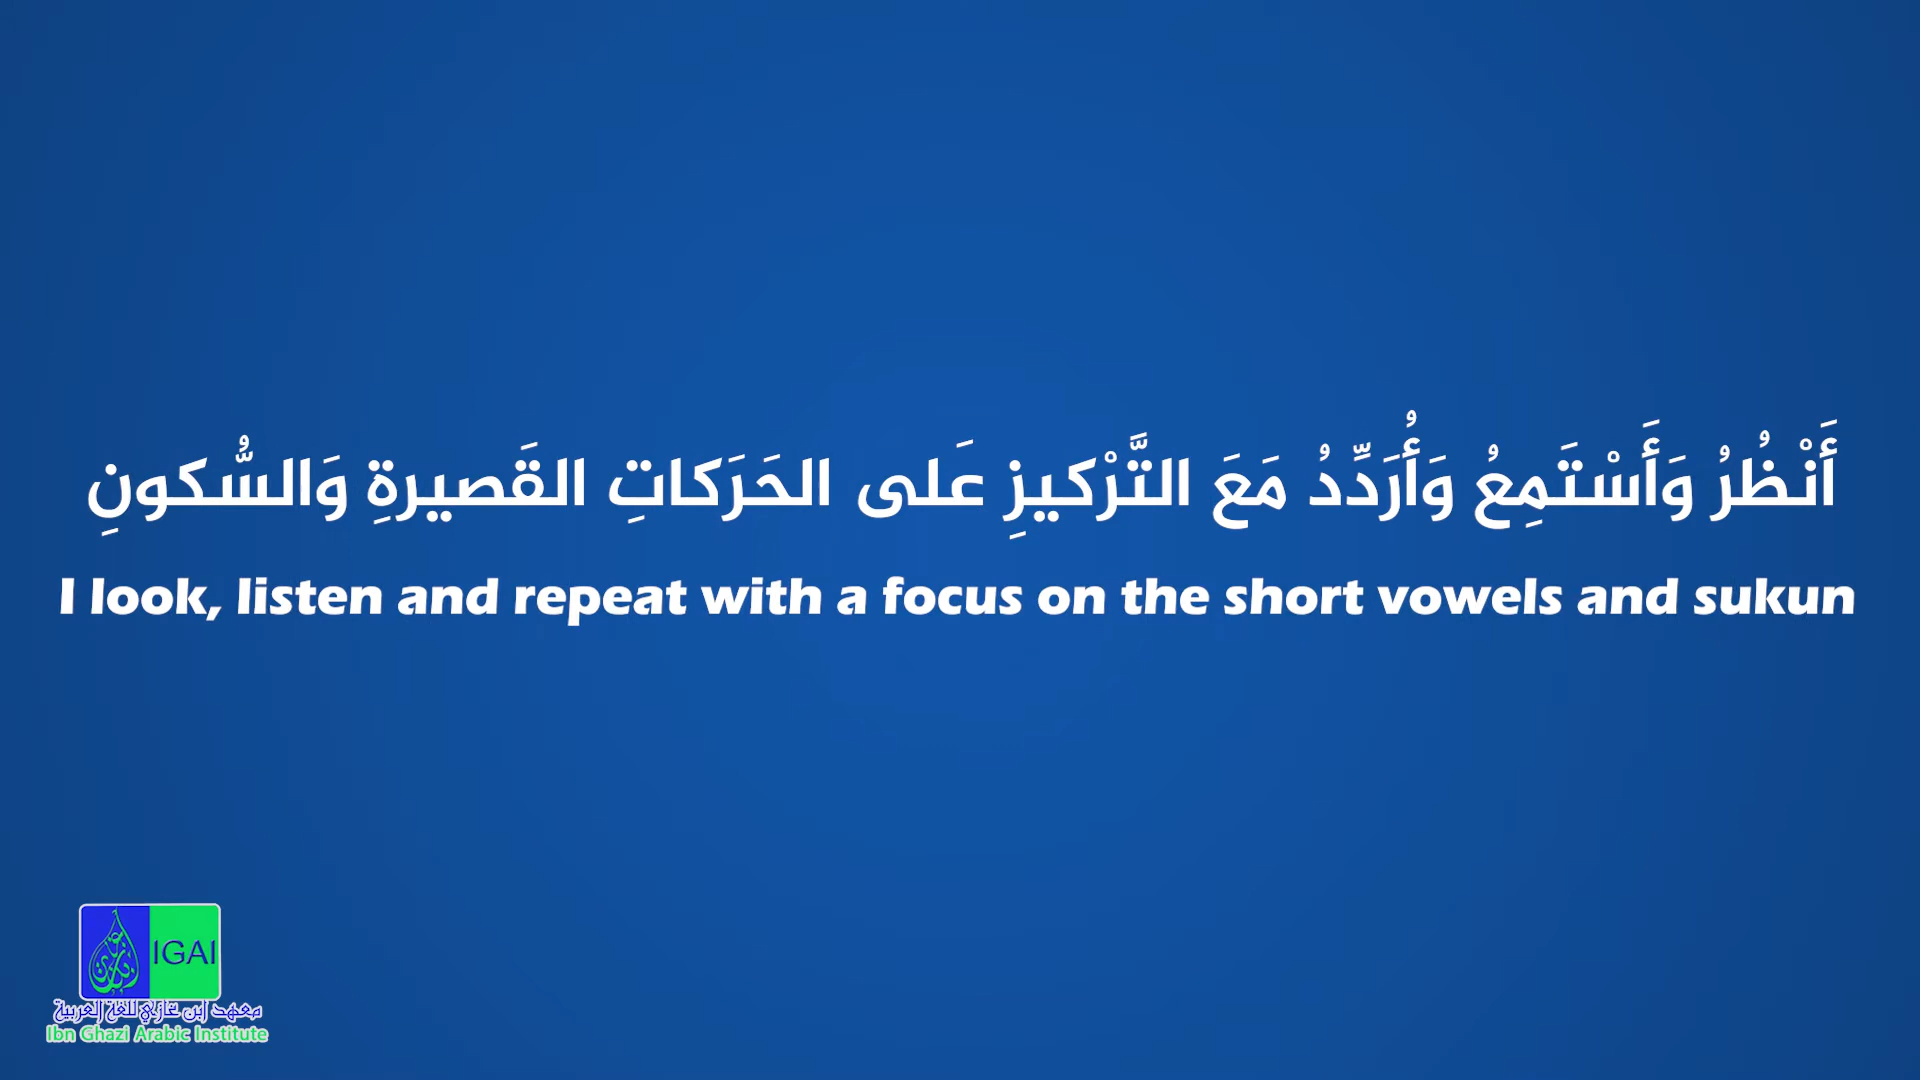 أَنْظُرُ وَأَسْتَمِعُ وَأُرَدِّدُ مَعَ التَّرْكيزِ عَلى الحَرَكاتِ القَصيرةِ وَالسُّكونِ
I look, listen and repeat with a focus on the short vowels and sukun
IGAI
معهد ابن غازي للغة العربية
Ibn Ghazi Arabic Institute